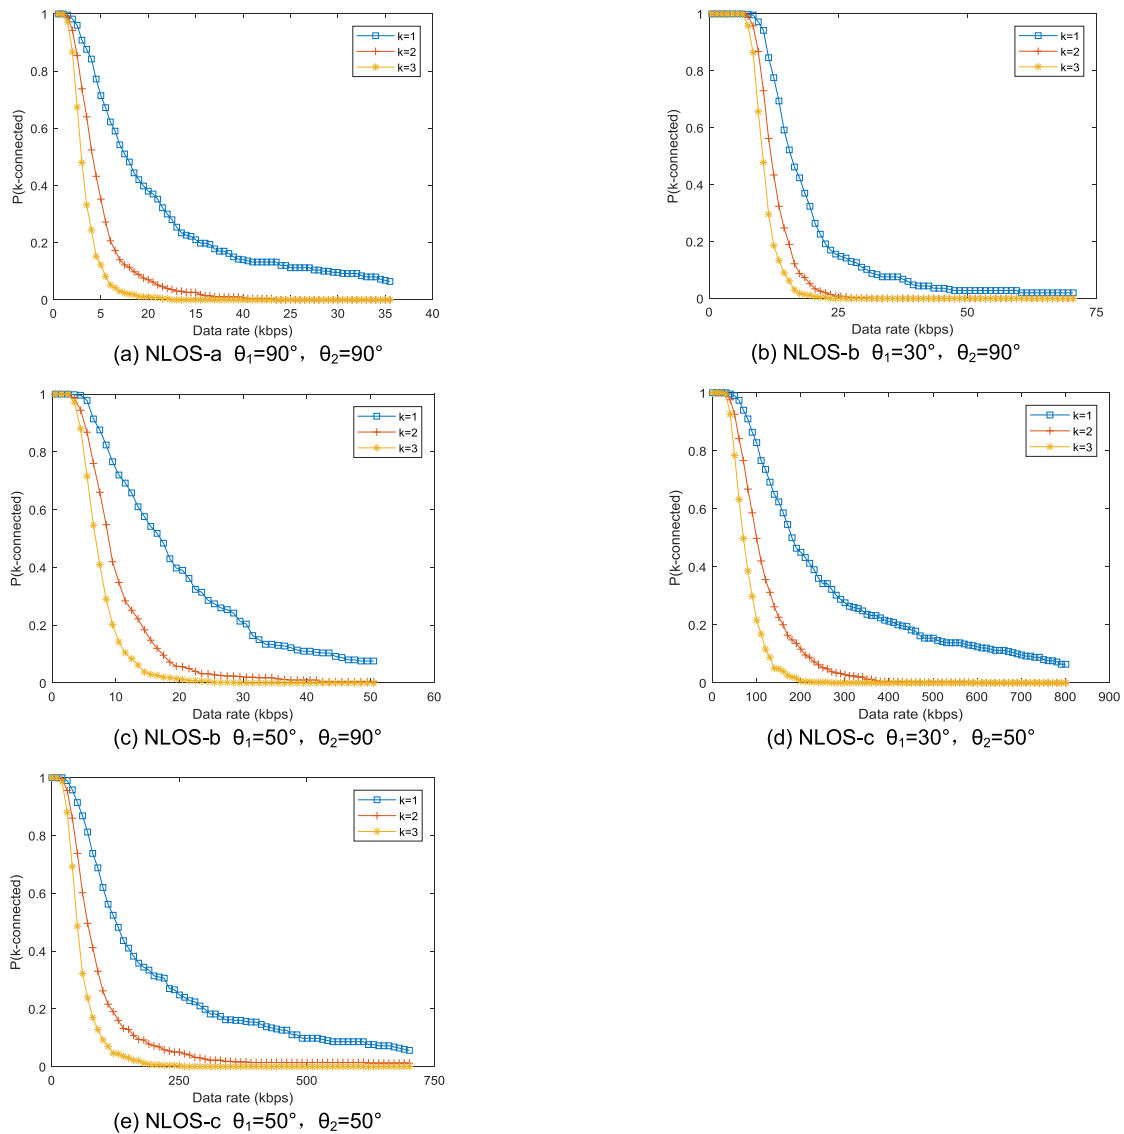 1
0.8
0.6
0.4
0.2
0
P(k-connected)
k=1
k=2
k=3
0 5 20 15 20 25 30 35 40
Data rate (kbps)
(a) NLOS-a θ₁=90°, θ₂=90°
1
0.8
0.6
0.4
0.2
0
P(k-connected)
k=1
k=2
k=3
0 25 50 75
Data rate (kbps)
(b) NLOS-b θ₁=30°, θ₂=90°
1
0.8
0.6
0.4
0.2
0
P(k-connected)
k=1
k=2
k=3
0 10 20 30 40 50 60
Data rate (kbps)
(c) NLOS-b θ₁=50°, θ₂=90°
1
0.8
0.6
0.4
0.2
0
P(k-connected)
k=1
k=2
k=3
0 100 200 300 400 500 600 700 800 900
Data rate (kbps)
(d) NLOS-c θ₁=30°, θ₂=50°
1
0.8
0.6
0.4
0.2
0
P(k-connected)
k=1
k=2
k=3
0 250 500 750
Data rate (kbps)
(e) NLOS-c θ₁=50°, θ₂=50°